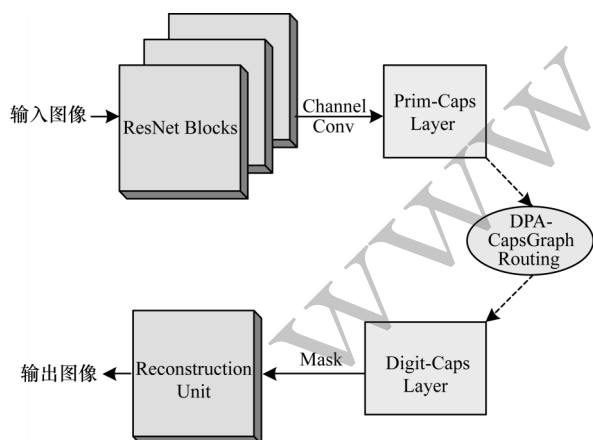 输入图像
ResNet Blocks
Channel
Conv
Prim-Caps
Layer
DPA-
CapsGraph
Routing
Digit-Caps
Layer
Mask
Reconstruction
Unit
输出图像
WWW